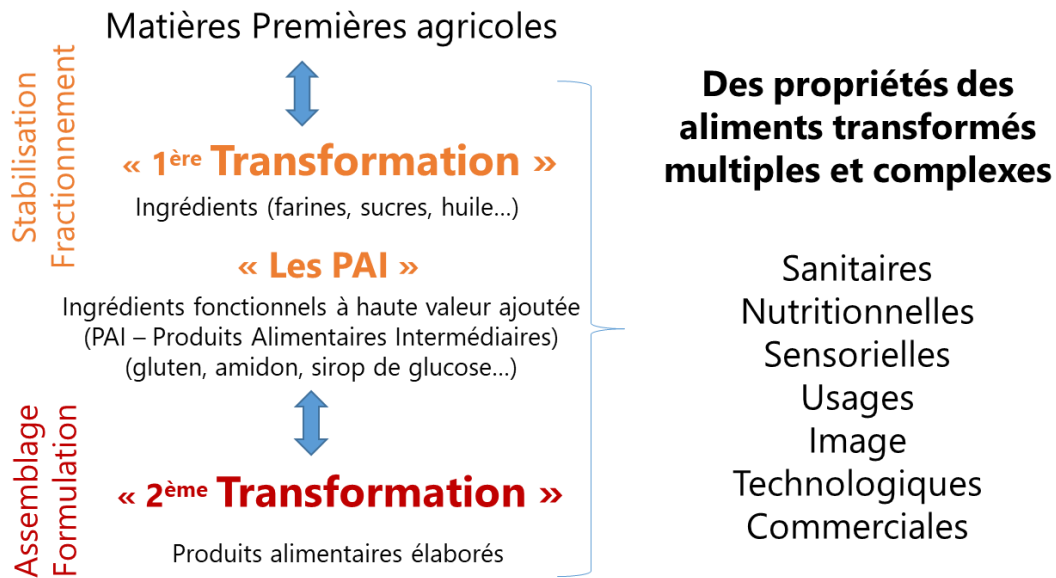 Matières Premières agricoles
Stabilisation
Fractionnement
« 1ère Transformation »
Ingrédients (farines, sucres, huile…)
« Les PAI »
Ingrédients fonctionnels à haute valeur ajoutée
(PAI – Produits Alimentaires Intermédiaires)
(gluten, amidon, sirop de glucose…)
Assemblage
Formulation
« 2ème Transformation »
Produits alimentaires élaborés
Des propriétés des
aliments transformés
multiples et complexes
Sanitaires
Nutritionnelles
Sensorielles
Usages
Image
Technologiques
Commerciales